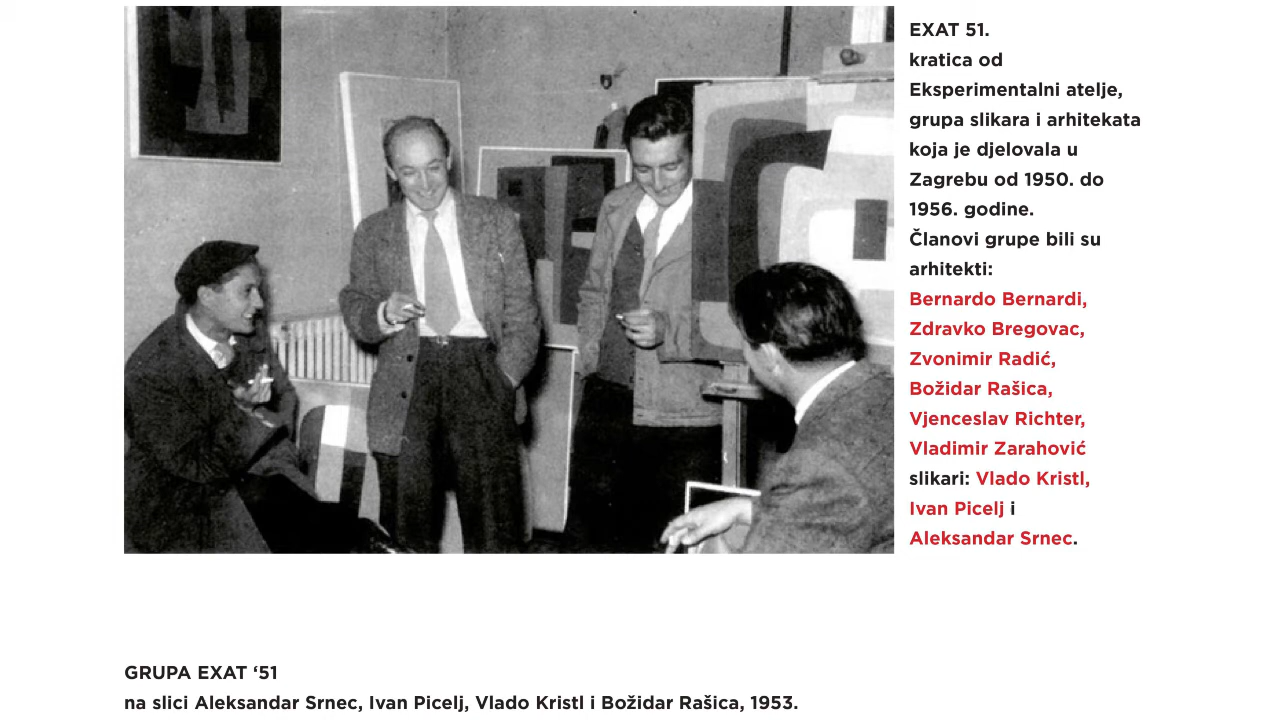 EXAT 51.
kratica od
Eksperimentalni atelje,
grupa slikara i arhitekata
koja je djelovala u
Zagrebu od 1950. do
1956. godine.
Članovi grupe bili su
arhitekti:
Bernardo Bernardi,
Zdravko Bregovac,
Zvonimir Radić,
Božidar Rašica,
Vjenceslav Richter,
Vladimir Zarahović
slikari: Vlado Kristl,
Ivan Picelj i
Aleksandar Srnec.
GRUPA EXAT ‘51
na slici Aleksandar Srnec, Ivan Picelj, Vlado Kristl i Božidar Rašica, 1953.